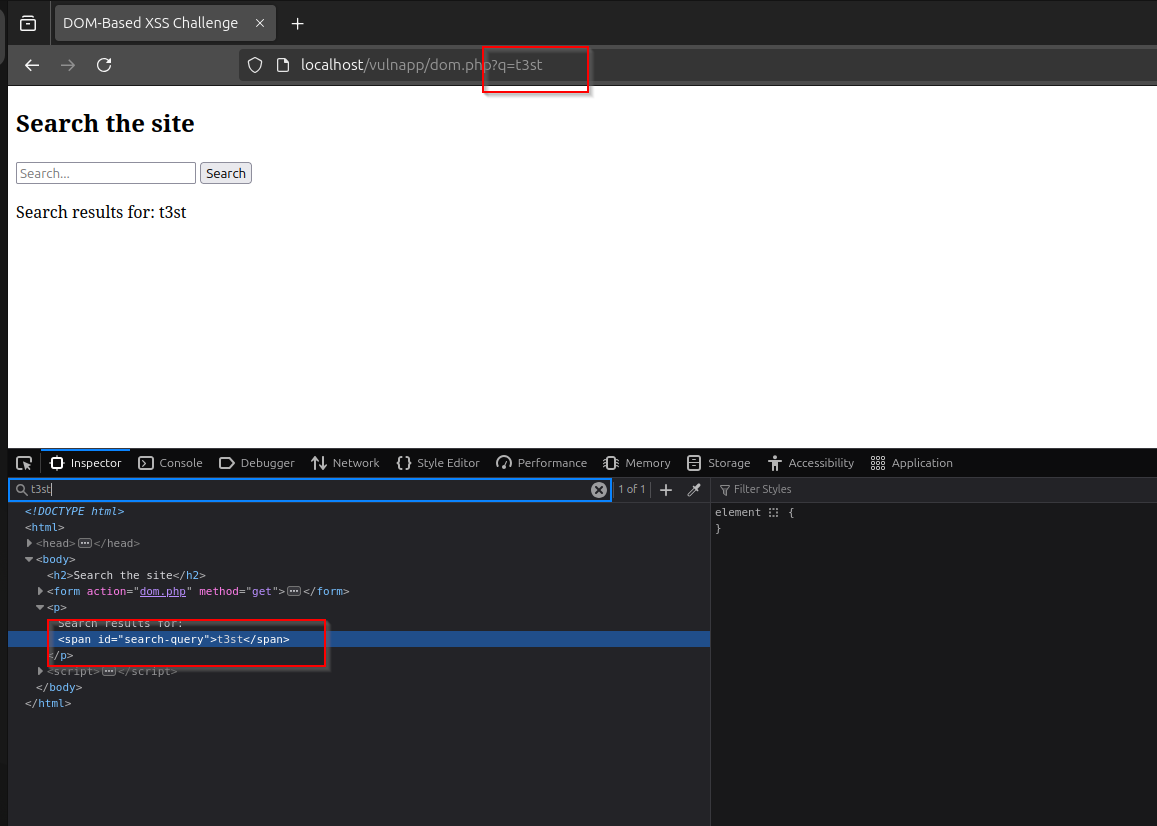 DOM-Based XSS Challenge
localhost/vulnapp/dom.php?q=t3st
Search the site
Search... Search
Search results for: t3st
Inspector Console Debugger Network Style Editor Performance Memory Storage Accessibility Application
t3st 1 of 1 Filter Styles
<!DOCTYPE html>
<html>
<head></head>
<body>
<h2>Search the site</h2>
<form action="dom.php" method="get"></form>
<p>
Search results for:
<span id="search-query">t3st</span>
</p>
<script></script>
</body>
</html>
element {
}